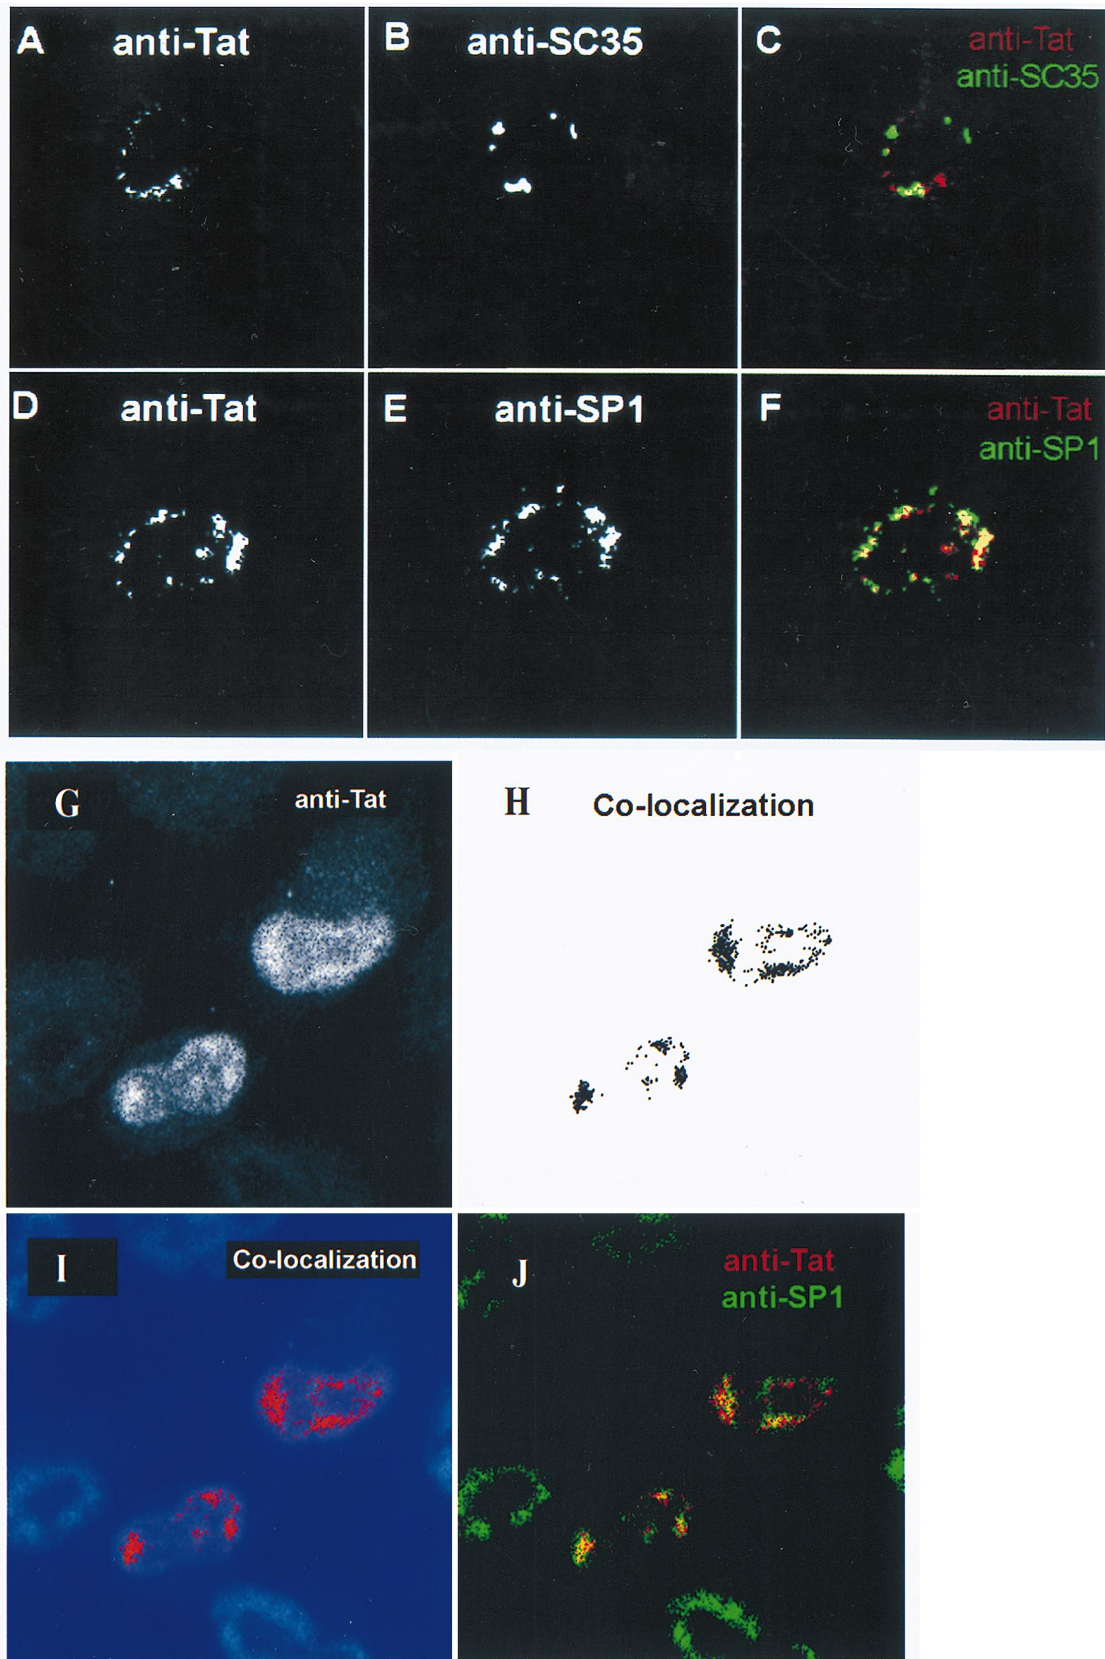 A anti-Tat
B anti-SC35
C anti-Tat
anti-SC35
D anti-Tat
E anti-SP1
F anti-Tat
anti-SP1
G anti-Tat
H Co-localization
I Co-localization
J anti-Tat
anti-SP1